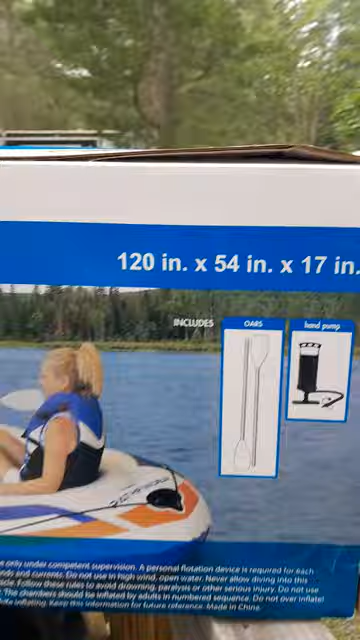 120 in. x 54 in. x 17 in.
INCLUDES
OARS
hand pump
only under competent supervision. A personal flotation device is required for each
and currents. Do not use in high wind, open water. Never allow diving into this
Follow these rules to avoid drowning, paralysis or other serious injury. Do not use
The chambers should be inflated by adults in numbered sequence. Do not over inflate!
inflating. Keep this information for future reference. Made in China.